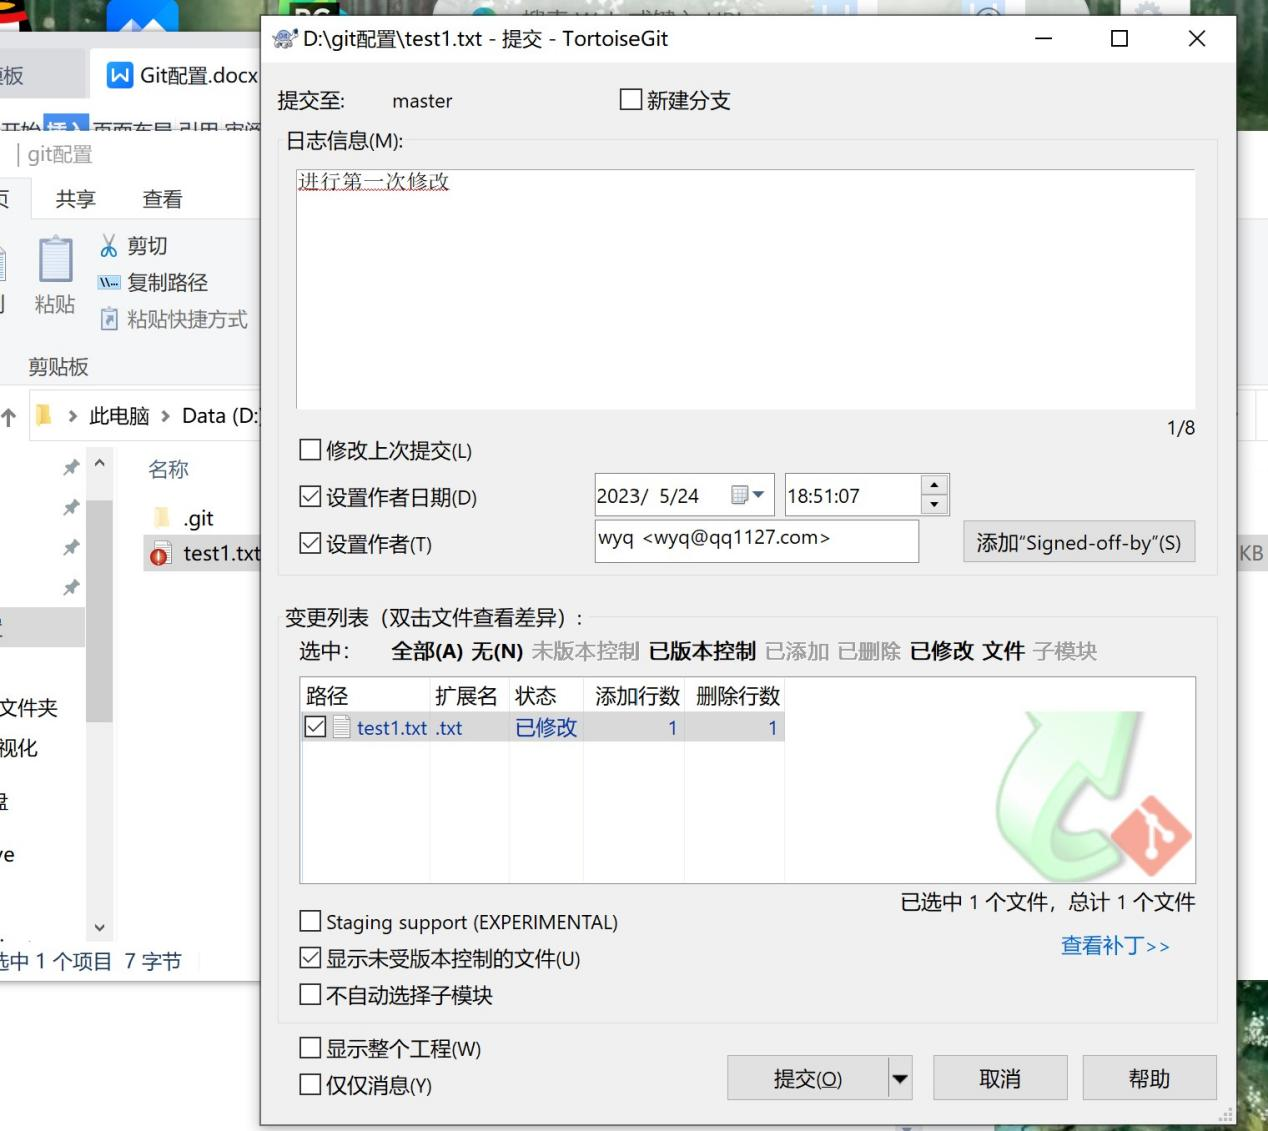 D:\git配置\test1.txt - 提交 - TortoiseGit
Git配置.docx
git配置
共享
查看
剪切
复制路径
粘贴
粘贴快捷方式
剪贴板
此电脑
Data (D:)
名称
.git
test1.txt
文件夹
选中 1 个项目 7 字节
KB
提交至:
master
新建分支
日志信息(M):
进行第一次修改
1/8
修改上次提交(L)
设置作者日期(D)
2023/ 5/24
18:51:07
设置作者(T)
wyq <wyq@qq1127.com>
添加"Signed-off-by"(S)
变更列表（双击文件查看差异）:
选中: 全部(A) 无(N) 未版本控制 已版本控制 已添加 已删除 已修改 文件 子模块
路径 扩展名 状态 添加行数 删除行数
test1.txt .txt 已修改 1 1
已选中 1 个文件，总计 1 个文件
Staging support (EXPERIMENTAL)
查看补丁>>
显示未受版本控制的文件(U)
不自动选择子模块
显示整个工程(W)
仅仅消息(Y)
提交(O)
取消
帮助